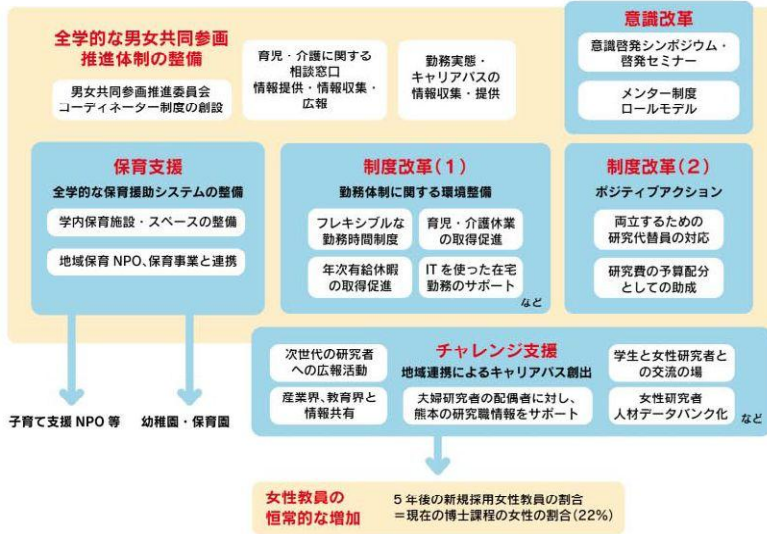 全学的な男女共同参画
推進体制の整備
男女共同参画推進委員会
コーディネーター制度の創設
育児・介護に関する
相談窓口
情報提供・情報収集・
広報
勤務実態・
キャリアパスの
情報収集・提供
意識改革
意識啓発シンポジウム・
啓発セミナー
メンター制度
ロールモデル
保育支援
全学的な保育援助システムの整備
学内保育施設・スペースの整備
地域保育 NPO、保育事業と連携
制度改革(1)
勤務体制に関する環境整備
フレキシブルな
勤務時間制度
育児・介護休業
の取得促進
年次有給休暇
の取得促進
IT を使った在宅
勤務のサポート
など
制度改革(2)
ポジティブアクション
両立するための
研究代替員の対応
研究費の予算配分
としての助成
チャレンジ支援
地域連携によるキャリアパス創出
次世代の研究者
への広報活動
産業界、教育界と
情報共有
夫婦研究者の配偶者に対し、
熊本の研究職情報をサポート
学生と女性研究者と
の交流の場
女性研究者
人材データバンク化
など
子育て支援 NPO 等
幼稚園・保育園
女性教員の
恒常的な増加
5 年後の新規採用女性教員の割合
=現在の博士課程の女性の割合(22%)